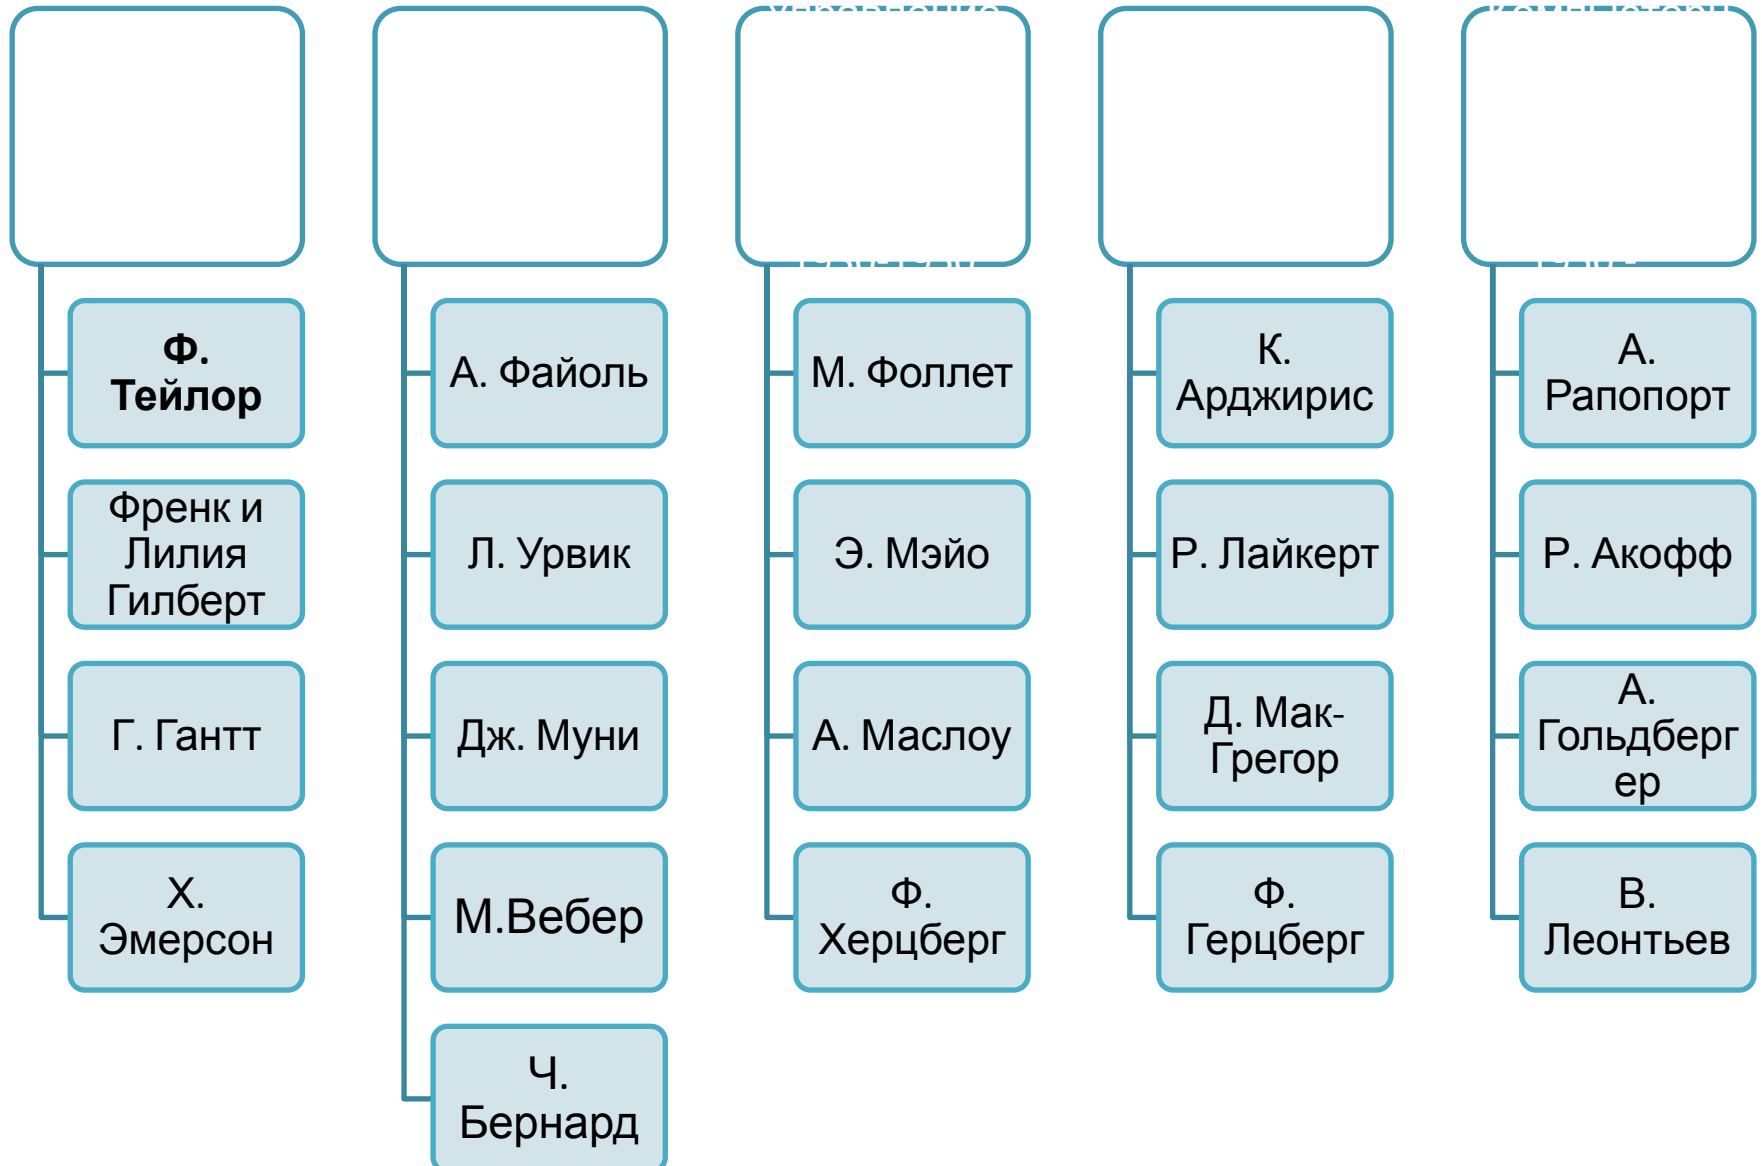 Управление
Ф.
Тейлор
Френк и
Лилия
Гилберт
Г. Гантт
Х.
Эмерсон
А. Файоль
Л. Урвик
Дж. Муни
М.Вебер
Ч.
Бернард
М. Фоллет
Э. Мэйо
А. Маслоу
Ф.
Херцберг
К.
Арджирис
Р. Лайкерт
Д. Мак-
Грегор
Ф.
Герцберг
А.
Рапопорт
Р. Акофф
А.
Гольдберг
ер
В.
Леонтьев